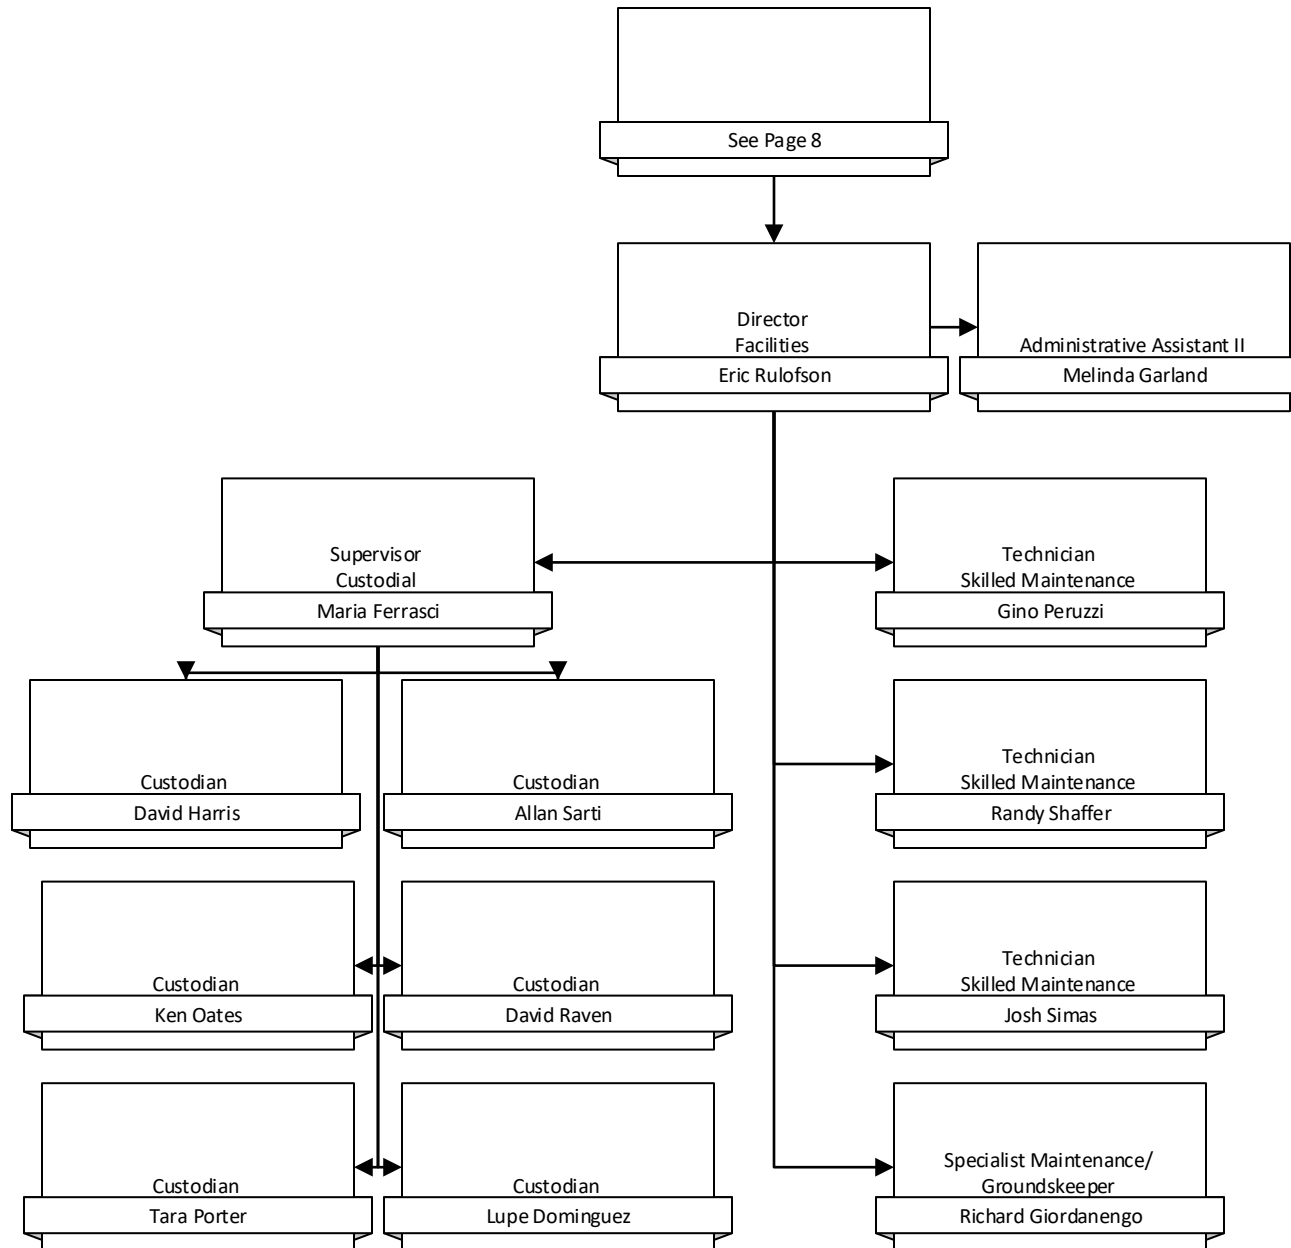 See Page 8
Director
Facilities
Eric Rulofson
Administrative Assistant II
Melinda Garland
Supervisor
Custodial
Maria Ferrasci
Technician
Skilled Maintenance
Gino Peruzzi
Custodian
David Harris
Custodian
Allan Sarti
Technician
Skilled Maintenance
Randy Shaffer
Custodian
Ken Oates
Custodian
David Raven
Technician
Skilled Maintenance
Josh Simas
Custodian
Tara Porter
Custodian
Lupe Dominguez
Specialist Maintenance/
Groundskeeper
Richard Giordanengo